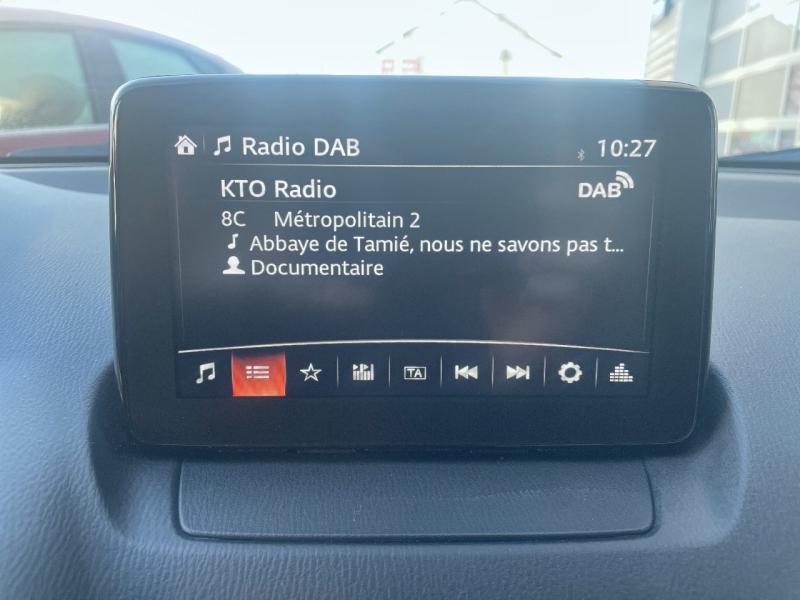 Radio DAB 10:27
KTO Radio DAB
8C Métropolitain 2
Abbaye de Tamié, nous ne savons pas t...
Documentaire
TA